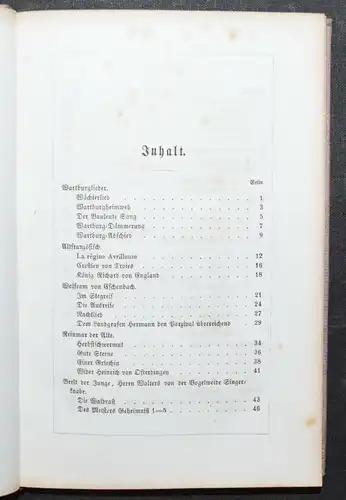 Inhalt.
Seite
Wartburglieder.
Wächterlied 1
Wartburgheimweh 3
Der Bauleute Sang 5
Wartburg-Dämmerung 7
Wartburg-Abschied 9
Altfranzösisch.
La régine Avrillouse 12
Crestien von Troies 16
König Richart von England 18
Wolfram von Eschenbach.
Im Stegreif 21
Die Ausreise 24
Nachtlied 27
Dem Landgrafen Hermann den Parzival überreichend 29
Reinmar der Alte.
Herbstschwermut 34
Gute Sterne 36
Einer Griechin 38
Wider Heinrich von Ofterdingen 41
Berlt der Junge, Herrn Walters von der Vogelweide Singerknabe.
Die Waldrast 43
Des Meisters Geheimniß 1—5 46